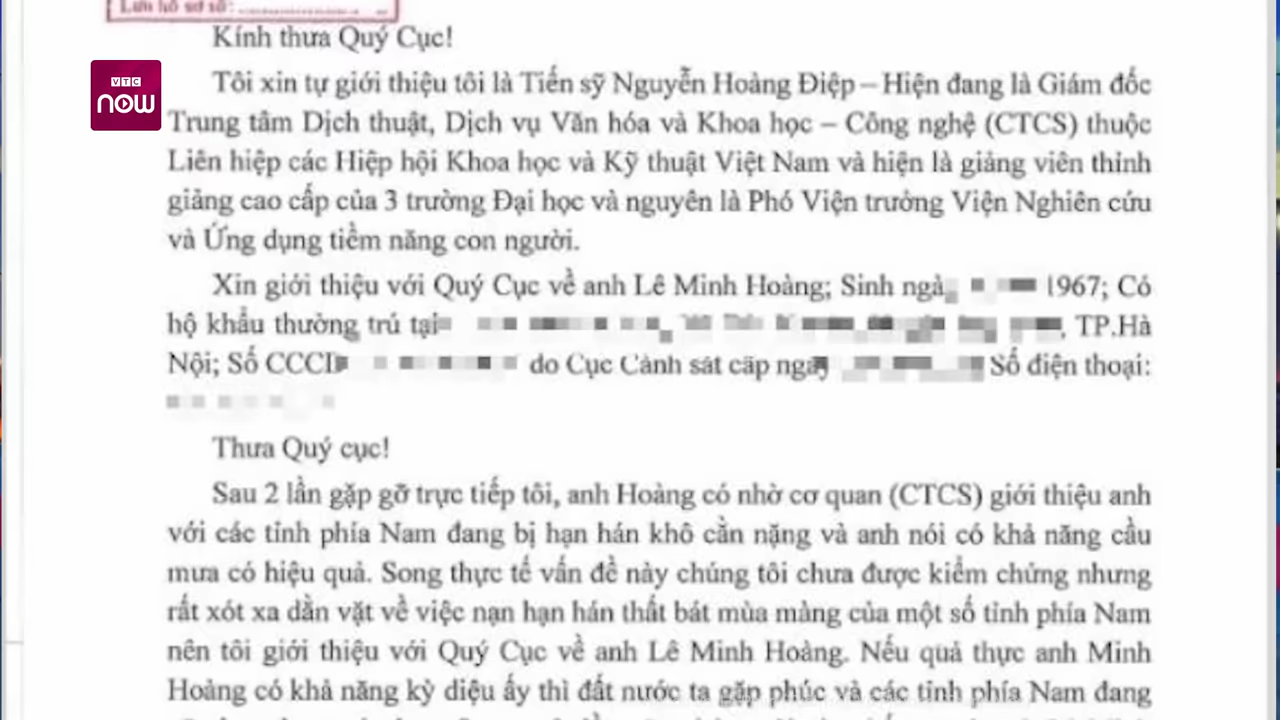 Lưu hồ sơ số:
Kính thưa Quý Cục!
VTC
now
Tôi xin tự giới thiệu tôi là Tiến sỹ Nguyễn Hoàng Điệp – Hiện đang là Giám đốc
Trung tâm Dịch thuật, Dịch vụ Văn hóa và Khoa học – Công nghệ (CTCS) thuộc
Liên hiệp các Hiệp hội Khoa học và Kỹ thuật Việt Nam và hiện là giảng viên thỉnh
giảng cao cấp của 3 trường Đại học và nguyên là Phó Viện trưởng Viện Nghiên cứu
và Ứng dụng tiềm năng con người.
Xin giới thiệu với Quý Cục về anh Lê Minh Hoàng; Sinh ngà 1967; Có
hộ khẩu thường trú tại , TP.Hà
Nội; Số CCCD do Cục Cảnh sát cấp ngày Số điện thoại:
Thưa Quý cục!
Sau 2 lần gặp gỡ trực tiếp tôi, anh Hoàng có nhờ cơ quan (CTCS) giới thiệu anh
với các tỉnh phía Nam đang bị hạn hán khô cằn nặng và anh nói có khả năng cầu
mưa có hiệu quả. Song thực tế vấn đề này chúng tôi chưa được kiểm chứng nhưng
rất xót xa dằn vặt về việc nạn hạn hán thất bát mùa màng của một số tỉnh phía Nam
nên tôi giới thiệu với Quý Cục về anh Lê Minh Hoàng. Nếu quả thực anh Minh
Hoàng có khả năng kỳ diệu ấy thì đất nước ta gặp phúc và các tỉnh phía Nam đang